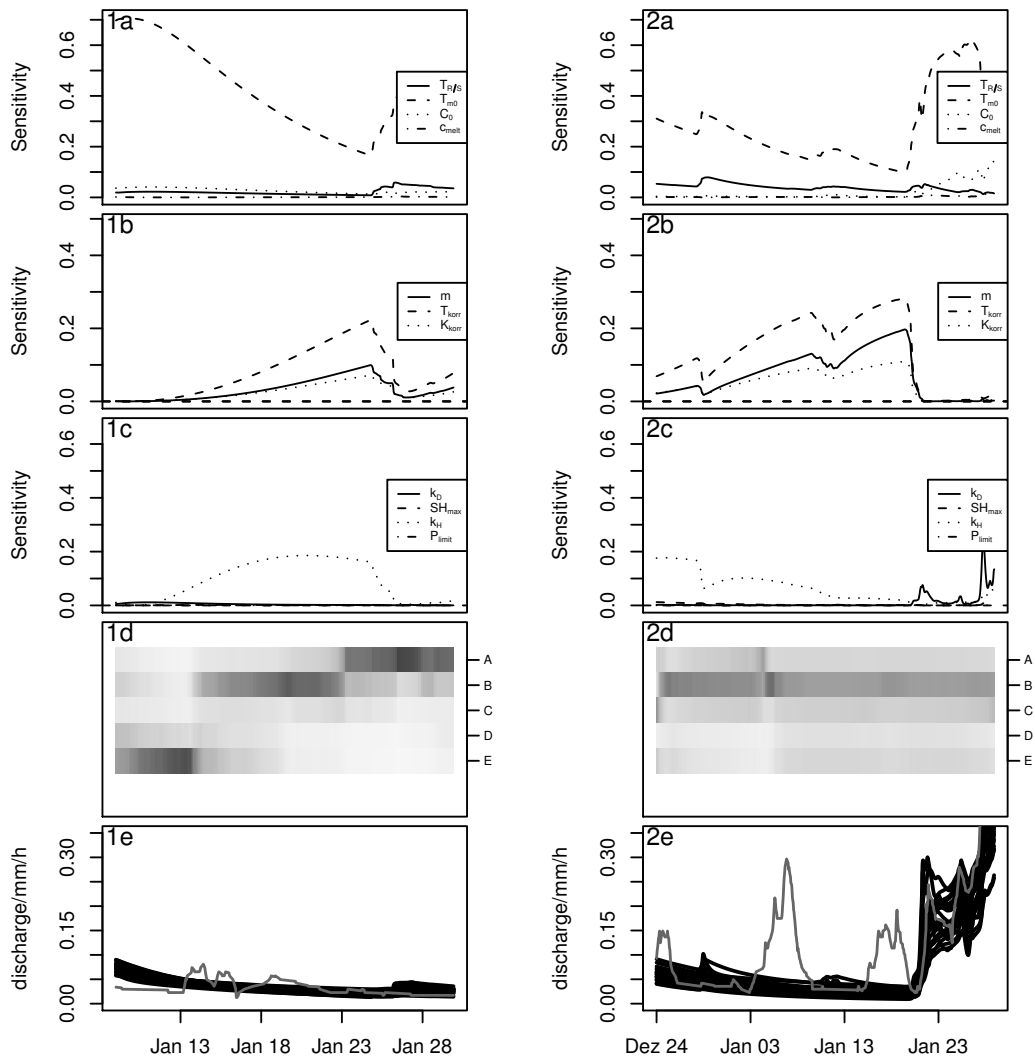 1a
Sensitivity
0.0 0.2 0.4 0.6
T_R/S
T_m0
C_0
c_melt
2a
Sensitivity
0.0 0.2 0.4 0.6
T_R/S
T_m0
C_0
c_melt
1b
Sensitivity
0.0 0.2 0.4
m
T_korr
K_korr
2b
Sensitivity
0.0 0.2 0.4
m
T_korr
K_korr
1c
Sensitivity
0.0 0.2 0.4 0.6
k_D
SH_max
k_H
P_limit
2c
Sensitivity
0.0 0.2 0.4 0.6
k_D
SH_max
k_H
P_limit
1d
A
B
C
D
E
2d
A
B
C
D
E
1e
discharge/mm/h
0.00 0.15 0.30
Jan 13 Jan 18 Jan 23 Jan 28
2e
discharge/mm/h
0.00 0.15 0.30
Dez 24 Jan 03 Jan 13 Jan 23